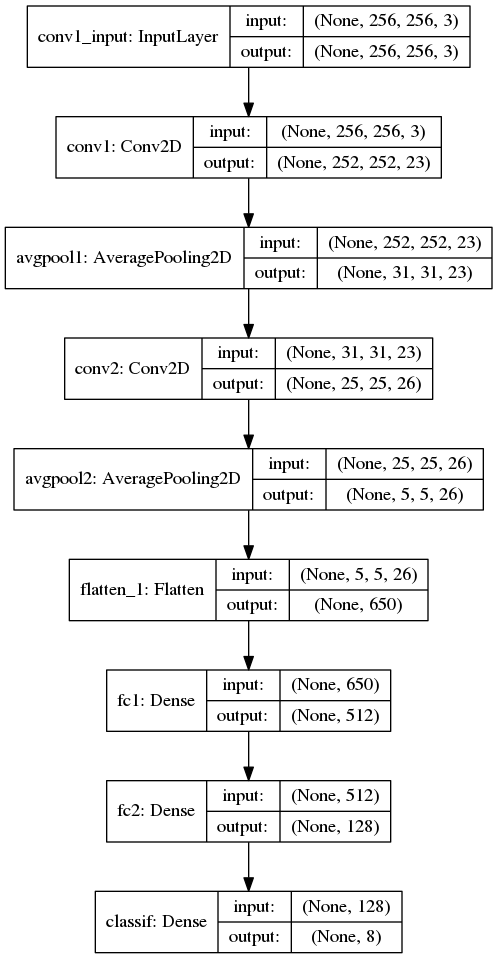 conv1_input: InputLayer
input: (None, 256, 256, 3)
output: (None, 256, 256, 3)
conv1: Conv2D
input: (None, 256, 256, 3)
output: (None, 252, 252, 23)
avgpool1: AveragePooling2D
input: (None, 252, 252, 23)
output: (None, 31, 31, 23)
conv2: Conv2D
input: (None, 31, 31, 23)
output: (None, 25, 25, 26)
avgpool2: AveragePooling2D
input: (None, 25, 25, 26)
output: (None, 5, 5, 26)
flatten_1: Flatten
input: (None, 5, 5, 26)
output: (None, 650)
fc1: Dense
input: (None, 650)
output: (None, 512)
fc2: Dense
input: (None, 512)
output: (None, 128)
classif: Dense
input: (None, 128)
output: (None, 8)